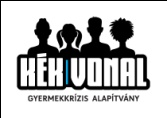 KÉK VONAL
GYERMEKKRÍZIS ALAPÍTVÁNY